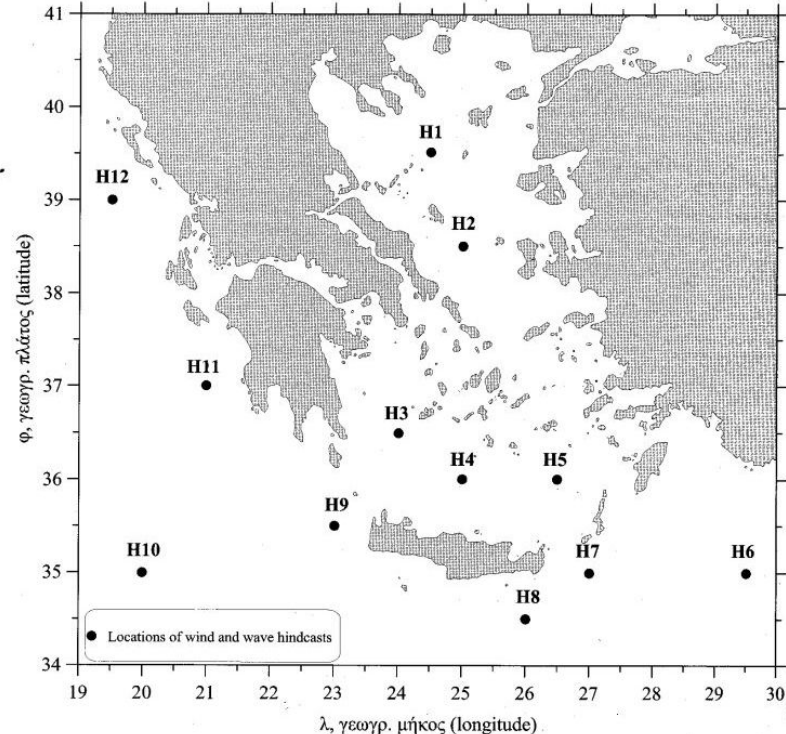 41
40
39
38
37
36
35
34
φ, γεωγρ. πλάτος (latitude)
H1
H12
H2
H11
H3
H4
H5
H9
H10
H7
H6
H8
Locations of wind and wave hindcasts
19 20 21 22 23 24 25 26 27 28 29 30
λ, γεωγρ. μήκος (longitude)